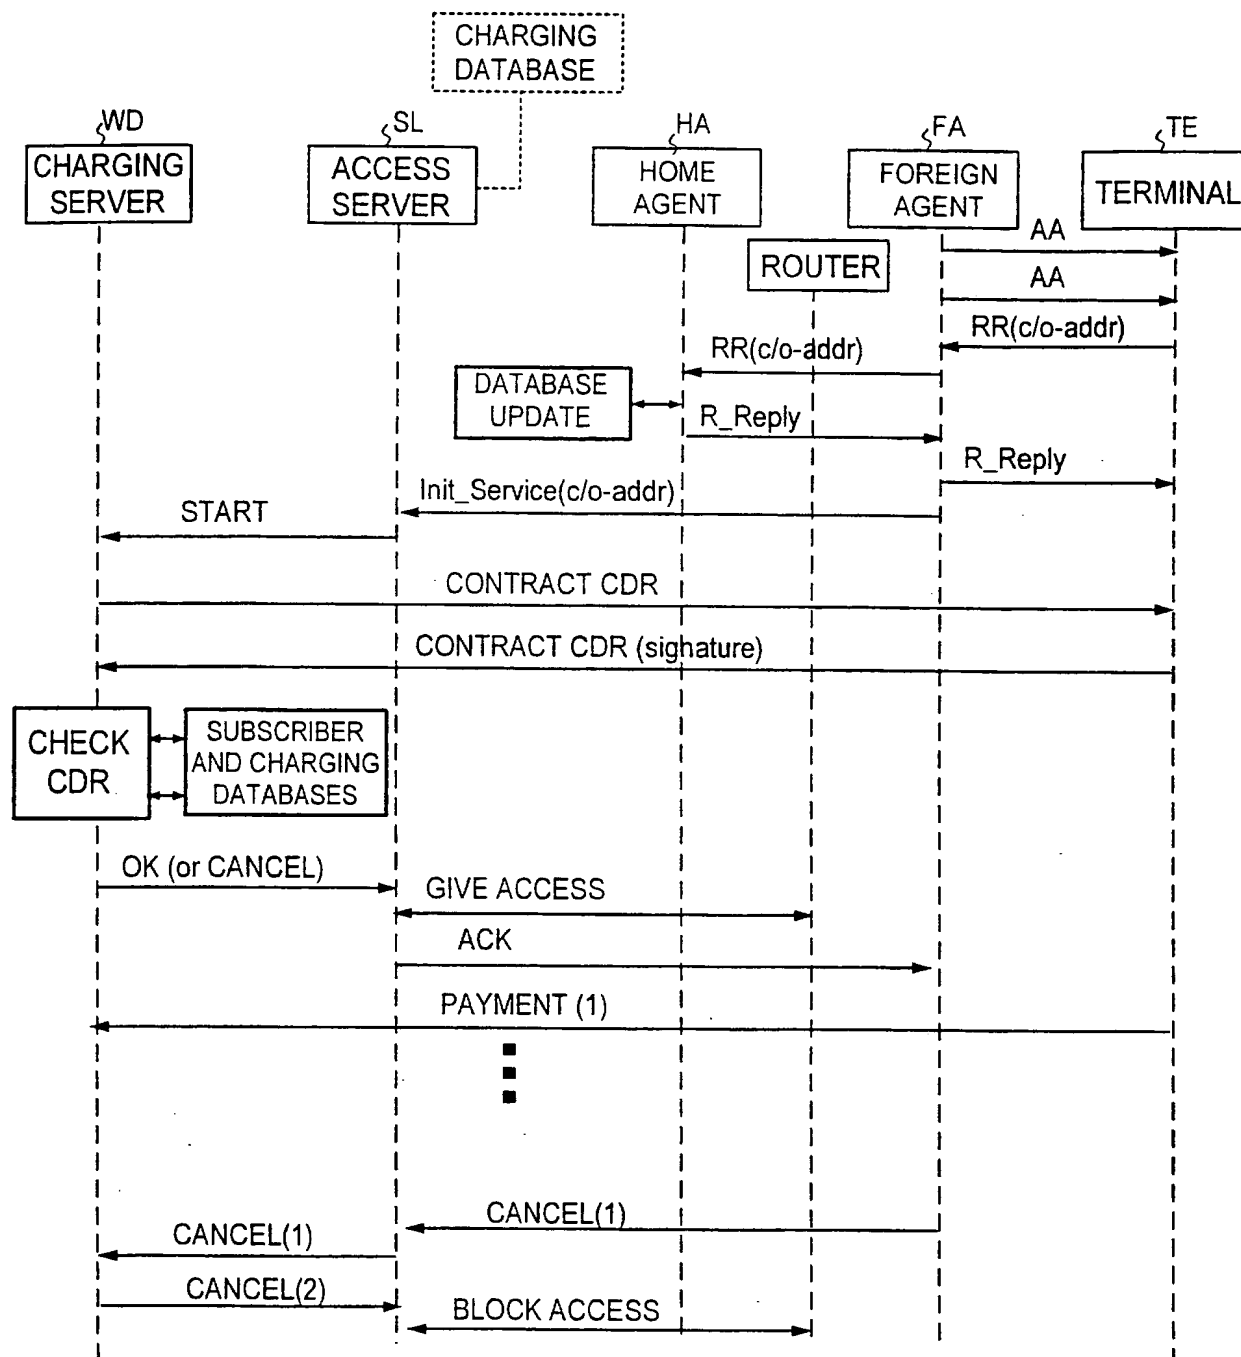 CHARGING
DATABASE
WD
SL
HA
FA
TE
CHARGING
SERVER
ACCESS
SERVER
HOME
AGENT
FOREIGN
AGENT
TERMINAL
AA
ROUTER
AA
RR(c/o-addr)
RR(c/o-addr)
DATABASE
UPDATE
R_Reply
R_Reply
Init_Service(c/o-addr)
START
CONTRACT CDR
CONTRACT CDR (signature)
CHECK
CDR
SUBSCRIBER
AND CHARGING
DATABASES
OK (or CANCEL)
GIVE ACCESS
ACK
PAYMENT (1)
CANCEL(1)
CANCEL(1)
CANCEL(2)
BLOCK ACCESS